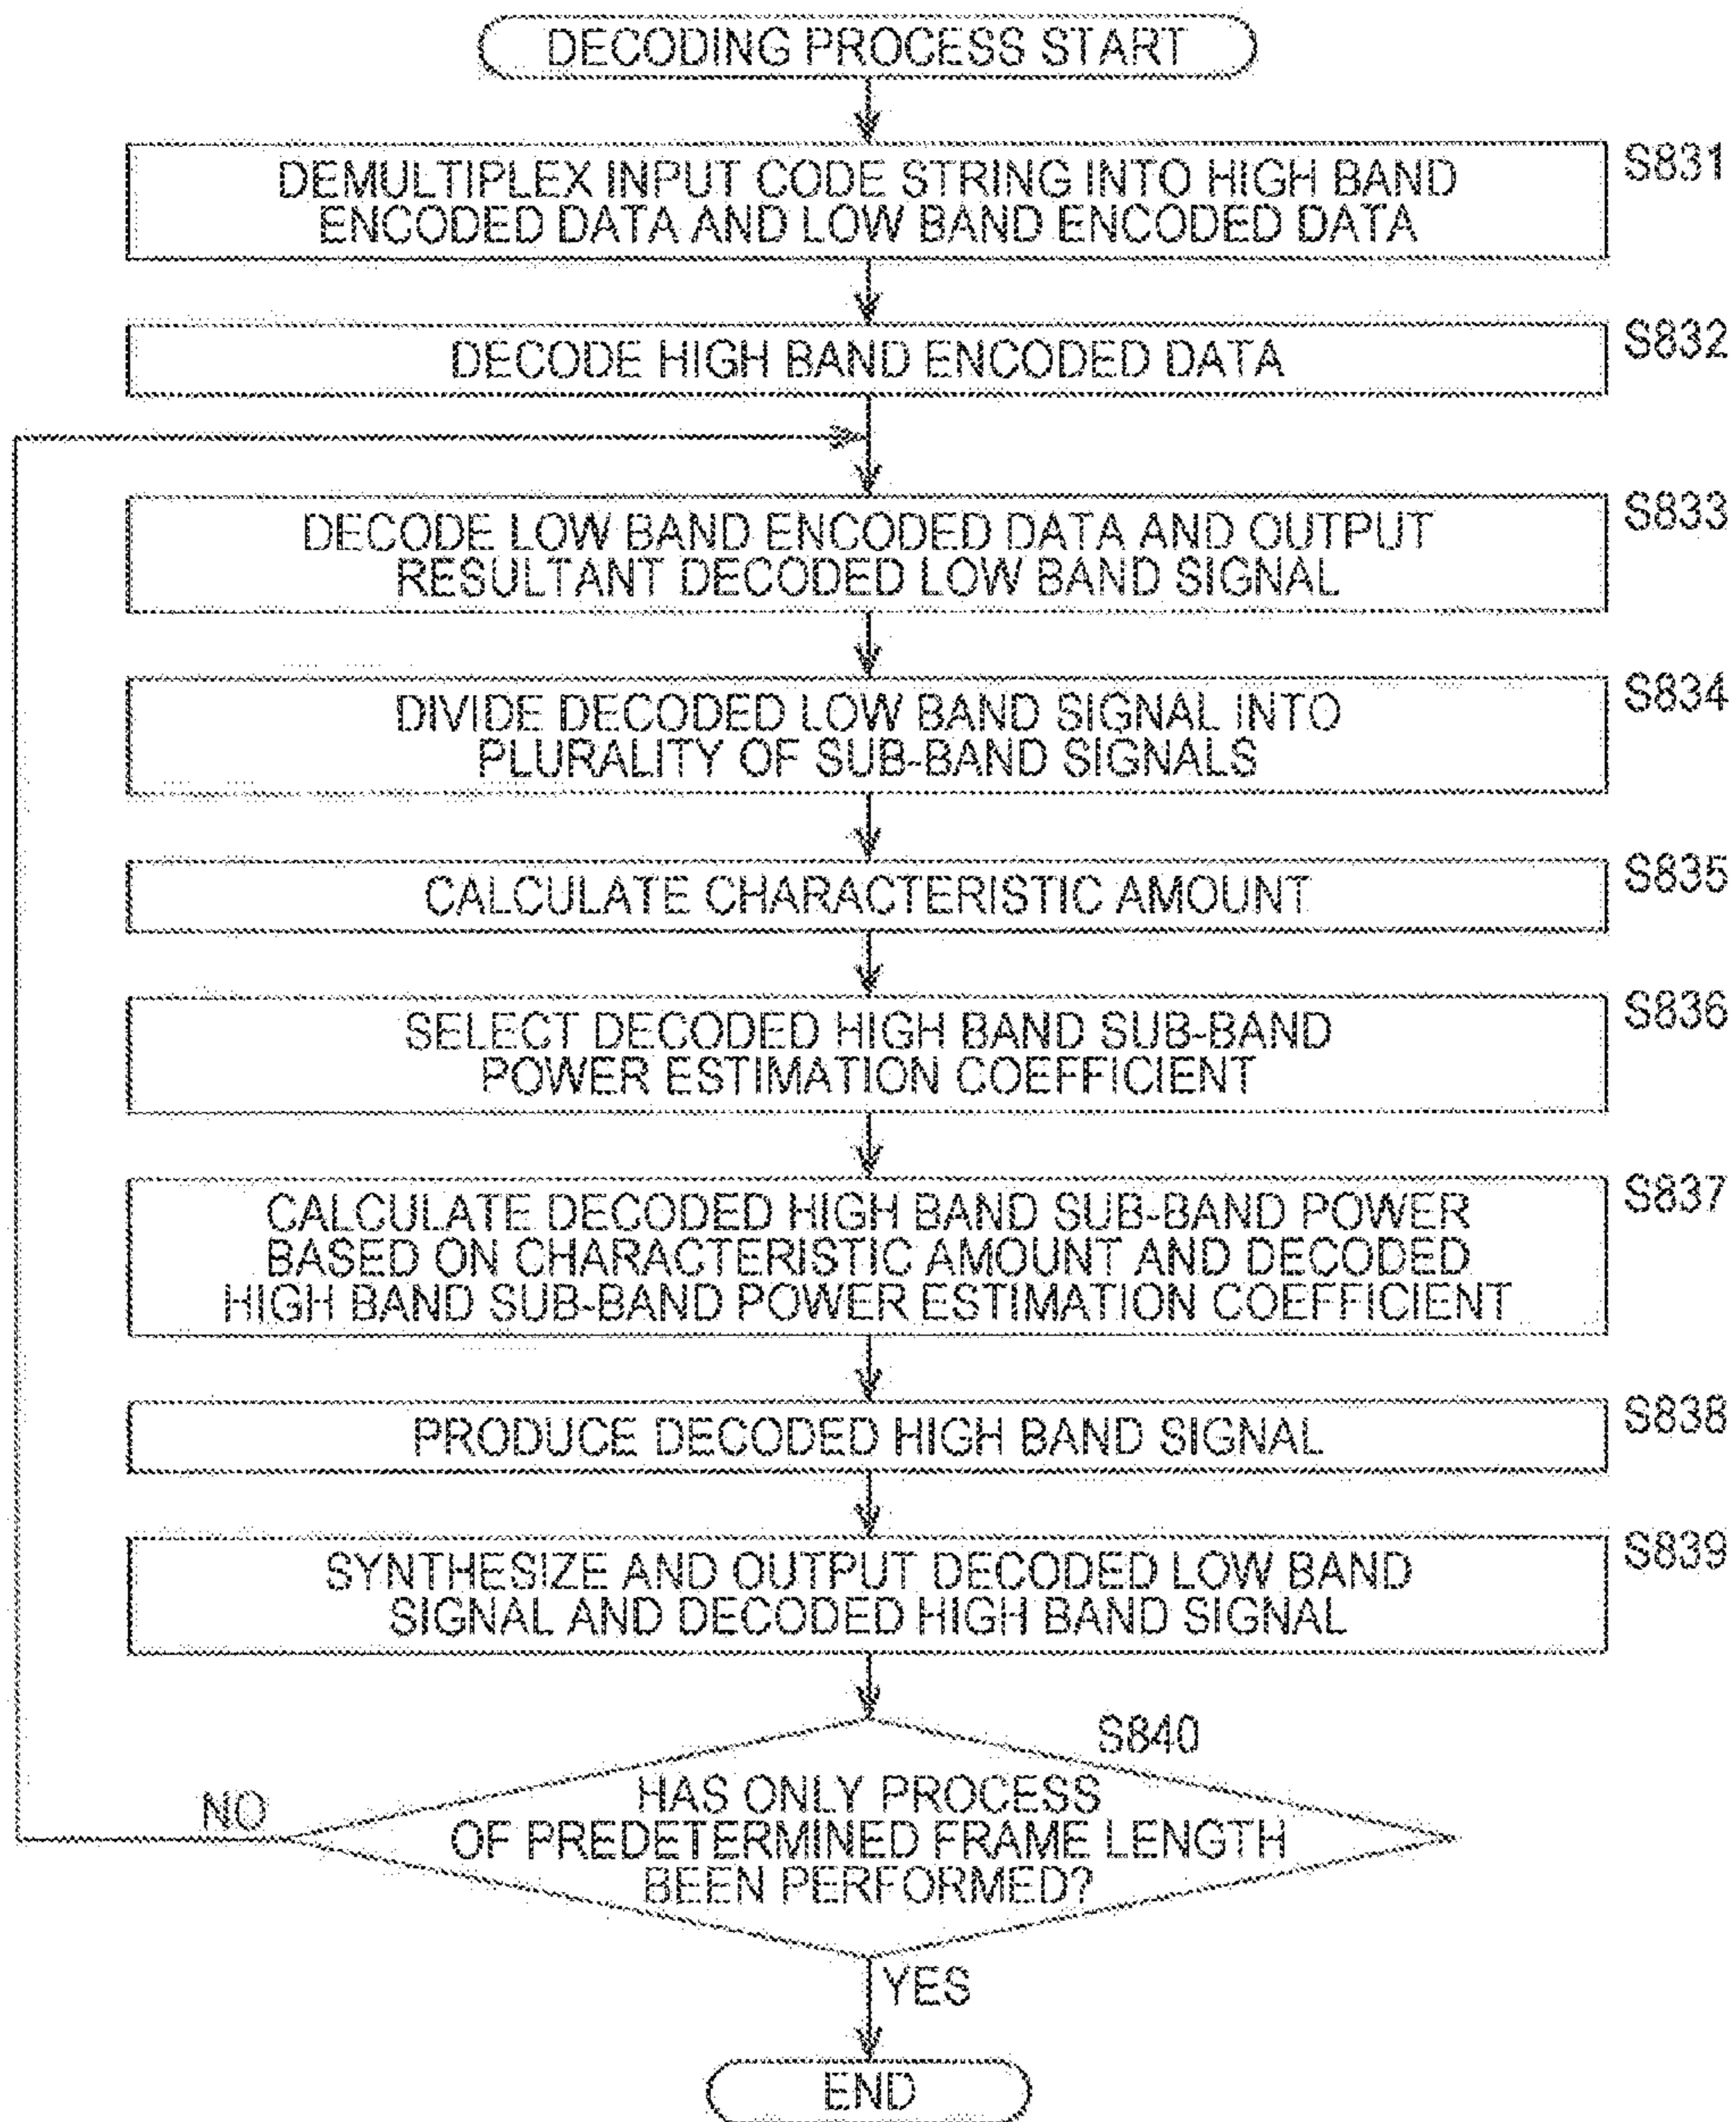 DECODING PROCESS START
S831
DEMULTIPLEX INPUT CODE STRING INTO HIGH BAND
ENCODED DATA AND LOW BAND ENCODED DATA
S832
DECODE HIGH BAND ENCODED DATA
S833
DECODE LOW BAND ENCODED DATA AND OUTPUT
RESULTANT DECODED LOW BAND SIGNAL
S834
DIVIDE DECODED LOW BAND SIGNAL INTO
PLURALITY OF SUB-BAND SIGNALS
S835
CALCULATE CHARACTERISTIC AMOUNT
S836
SELECT DECODED HIGH BAND SUB-BAND
POWER ESTIMATION COEFFICIENT
S837
CALCULATE DECODED HIGH BAND SUB-BAND POWER
BASED ON CHARACTERISTIC AMOUNT AND DECODED
HIGH BAND SUB-BAND POWER ESTIMATION COEFFICIENT
S838
PRODUCE DECODED HIGH BAND SIGNAL
S839
SYNTHESIZE AND OUTPUT DECODED LOW BAND
SIGNAL AND DECODED HIGH BAND SIGNAL
S840
HAS ONLY PROCESS
OF PREDETERMINED FRAME LENGTH
BEEN PERFORMED?
NO
YES
END